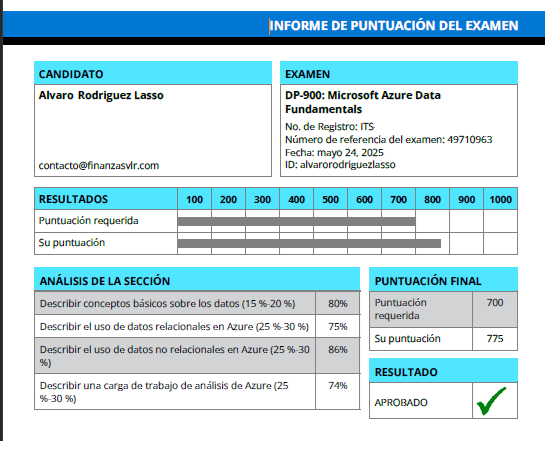 INFORME DE PUNTUACIÓN DEL EXAMEN
CANDIDATO
Alvaro Rodriguez Lasso
contacto@finanzasvlr.com
EXAMEN
DP-900: Microsoft Azure Data
Fundamentals
No. de Registro: ITS
Número de referencia del examen: 49710963
Fecha: mayo 24, 2025
ID: alvarorodriguezlasso
RESULTADOS 100 200 300 400 500 600 700 800 900 1000
Puntuación requerida
Su puntuación
ANÁLISIS DE LA SECCIÓN
Describir conceptos básicos sobre los datos (15 %-20 %) 80%
Describir el uso de datos relacionales en Azure (25 %-30 %) 75%
Describir el uso de datos no relacionales en Azure (25 %-30 86%
%)
Describir una carga de trabajo de análisis de Azure (25 74%
%-30 %)
PUNTUACIÓN FINAL
Puntuación 700
requerida
Su puntuación 775
RESULTADO
APROBADO